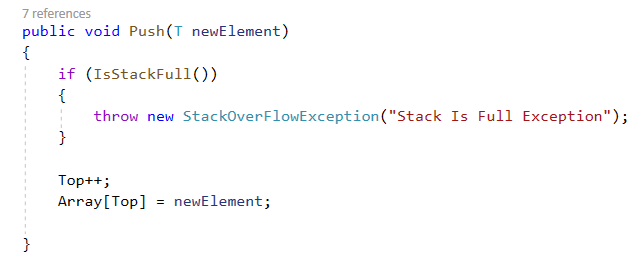 7 references
public void Push(T newElement)
{
    if (IsStackFull())
    {
        throw new StackOverFlowException("Stack Is Full Exception");
    }

    Top++;
    Array[Top] = newElement;

}